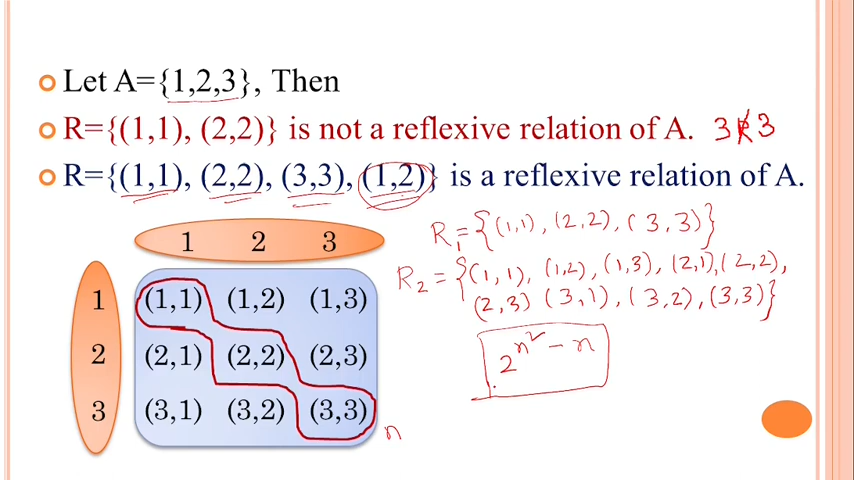 Let A={1,2,3}, Then
R={(1,1), (2,2)} is not a reflexive relation of A. 3R̸3
R={(1,1), (2,2), (3,3), (1,2)} is a reflexive relation of A.
R₁={(1,1), (2,2), (3,3)}
R₂={(1,1), (1,2), (1,3), (2,1), (2,2),
(2,3) (3,1), (3,2), (3,3)}
2^n²-n
1 2 3
1 (1,1) (1,2) (1,3)
2 (2,1) (2,2) (2,3)
3 (3,1) (3,2) (3,3)
n